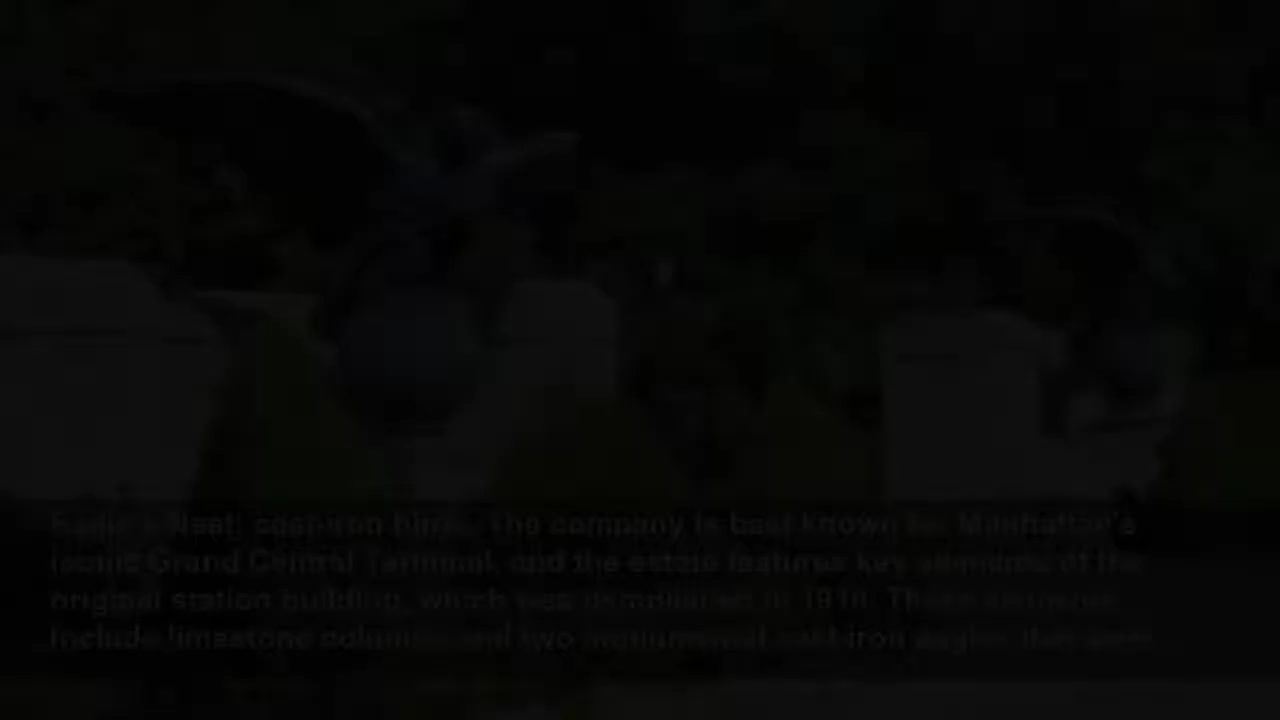 cast-iron The company is best known for Manhattan's
iconic Grand Central Terminal, and the estate features key elements of the
original station building, which was demolished in 1910. These
include limestone columns and two monumental cast-iron eagles that were